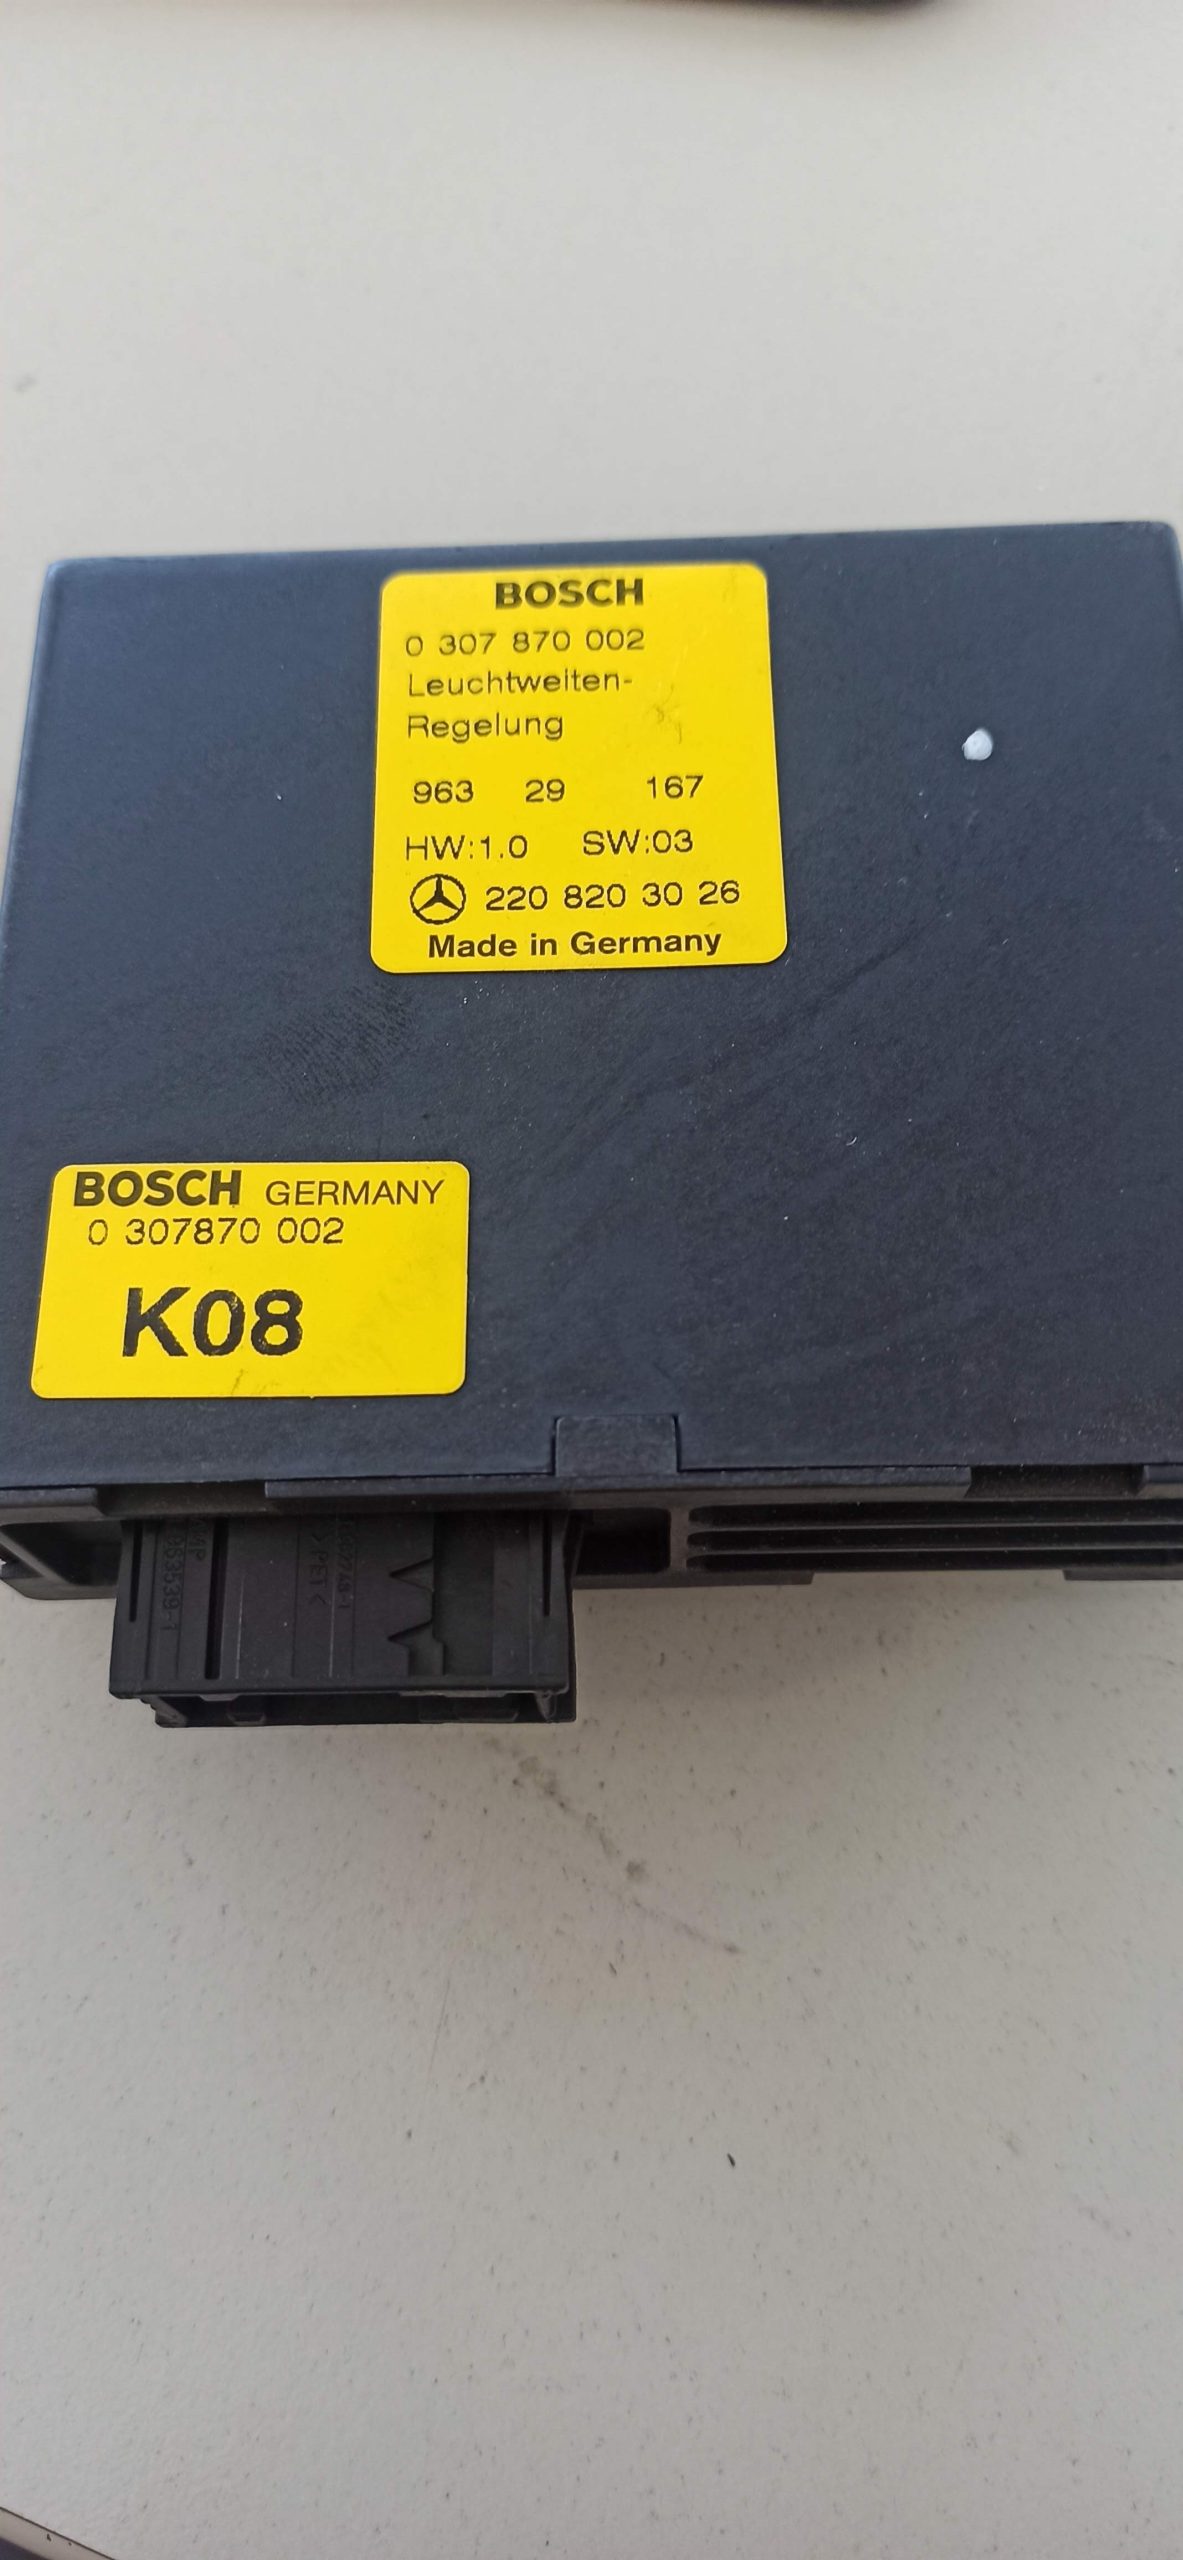 BOSCH
0 307 870 002
Leuchtweiten-
Regelung
963 29 167
HW:1.0 SW:03
220 820 30 26
Made in Germany
BOSCH GERMANY
0 307870 002
K08
>PET<